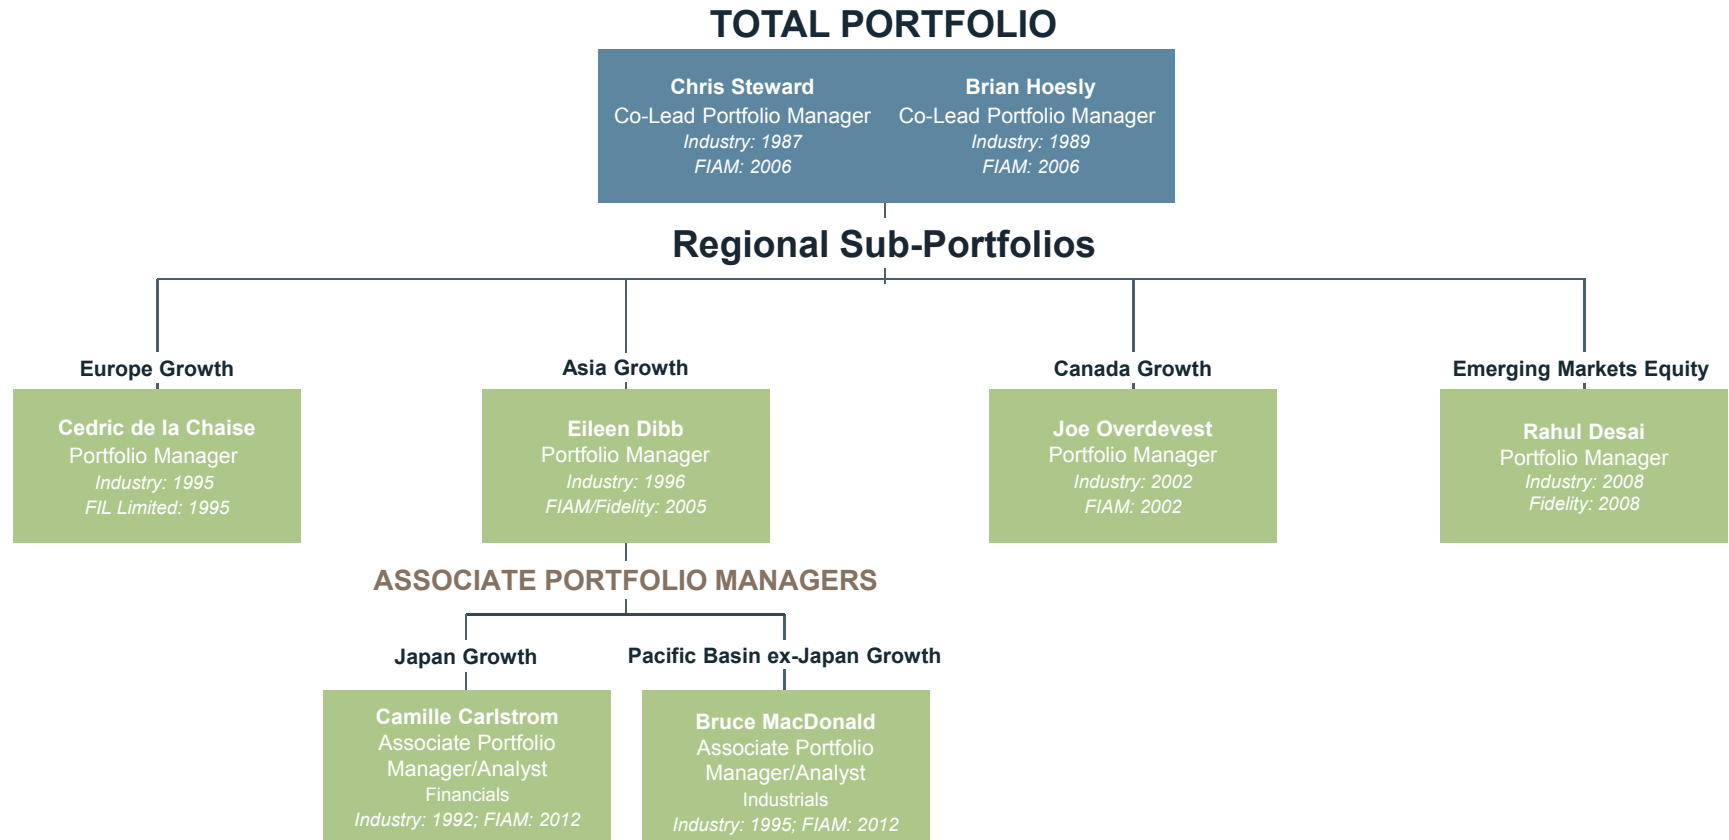 TOTAL PORTFOLIO
Chris Steward
Co-Lead Portfolio Manager
Industry: 1987
FIAM: 2006
Brian Hoesly
Co-Lead Portfolio Manager
Industry: 1989
FIAM: 2006
Regional Sub-Portfolios
Europe Growth
Cedric de la Chaise
Portfolio Manager
Industry: 1995
FIL Limited: 1995
Asia Growth
Eileen Dibb
Portfolio Manager
Industry: 1996
FIAM/Fidelity: 2005
Canada Growth
Joe Overdevest
Portfolio Manager
Industry: 2002
FIAM: 2002
Emerging Markets Equity
Rahul Desai
Portfolio Manager
Industry: 2008
Fidelity: 2008
ASSOCIATE PORTFOLIO MANAGERS
Japan Growth
Camille Carlstrom
Associate Portfolio
Manager/Analyst
Financials
Industry: 1992; FIAM: 2012
Pacific Basin ex-Japan Growth
Bruce MacDonald
Associate Portfolio
Manager/Analyst
Industrials
Industry: 1995; FIAM: 2012